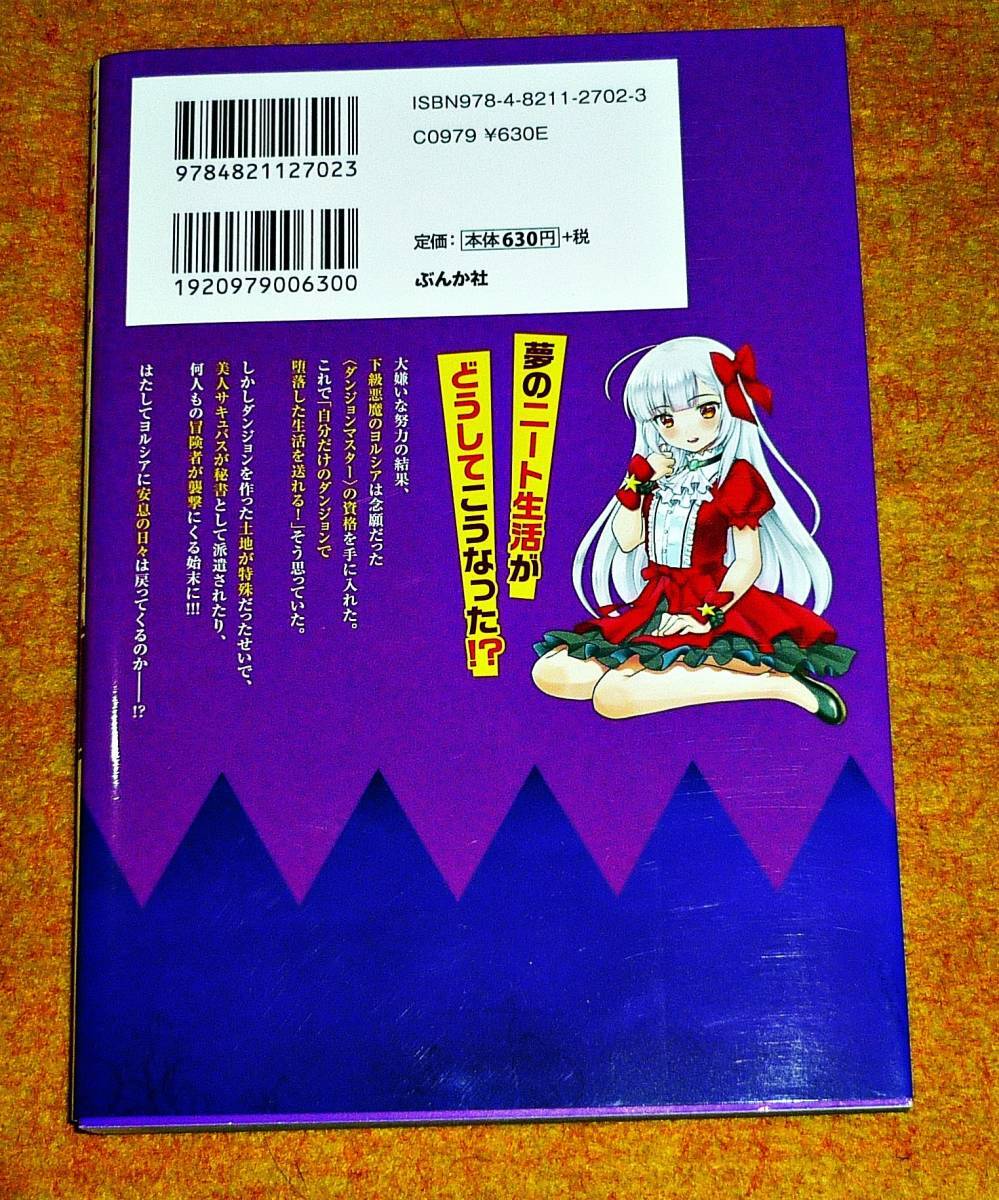 ISBN978-4-8211-2702-3
C0979 ¥630E
9784821127023
1920979006300
定価：本体630円+税
ぶんか社
夢のニート生活が
どうしてこうなった!?
大嫌いな努力の結果、
下級悪魔のヨルシアは念願だった
〈ダンジョンマスター〉の資格を手に入れた。
これで「自分だけのダンジョンで
堕落した生活を送れる！」そう思っていた。
しかしダンジョンを作った土地が特殊だったせいで、
美人サキュバスが秘書として派遣されたり、
何人もの冒険者が襲撃にくる始末に!!!
はたしてヨルシアに安息の日々は戻ってくるのか――!?